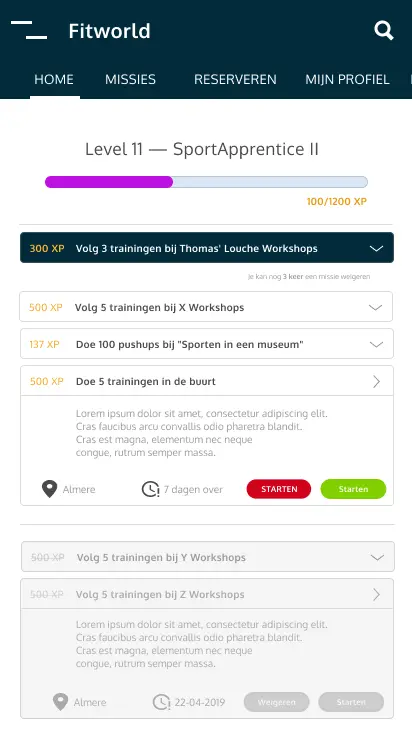 Fitworld
HOME MISSIES RESERVEREN MIJN PROFIEL
Level 11 — SportApprentice II
100/1200 XP
300 XP Volg 3 trainingen bij Thomas' Louche Workshops
je kan nog 3 keer een missie weigeren
500 XP Volg 5 trainingen bij X Workshops
137 XP Doe 100 pushups bij "Sporten in een museum"
500 XP Doe 5 trainingen in de buurt
Lorem ipsum dolor sit amet, consectetur adipiscing elit.
Cras faucibus arcu convallis odio pharetra blandit.
Cras est magna, elementum nec neque
congue, rutrum semper massa.
Almere 7 dagen over STARTEN Starten
500 XP Volg 5 trainingen bij Y Workshops
500 XP Volg 5 trainingen bij Z Workshops
Lorem ipsum dolor sit amet, consectetur adipiscing elit.
Cras faucibus arcu convallis odio pharetra blandit.
Cras est magna, elementum nec neque
congue, rutrum semper massa.
Almere 22-04-2019 Weigeren Starten